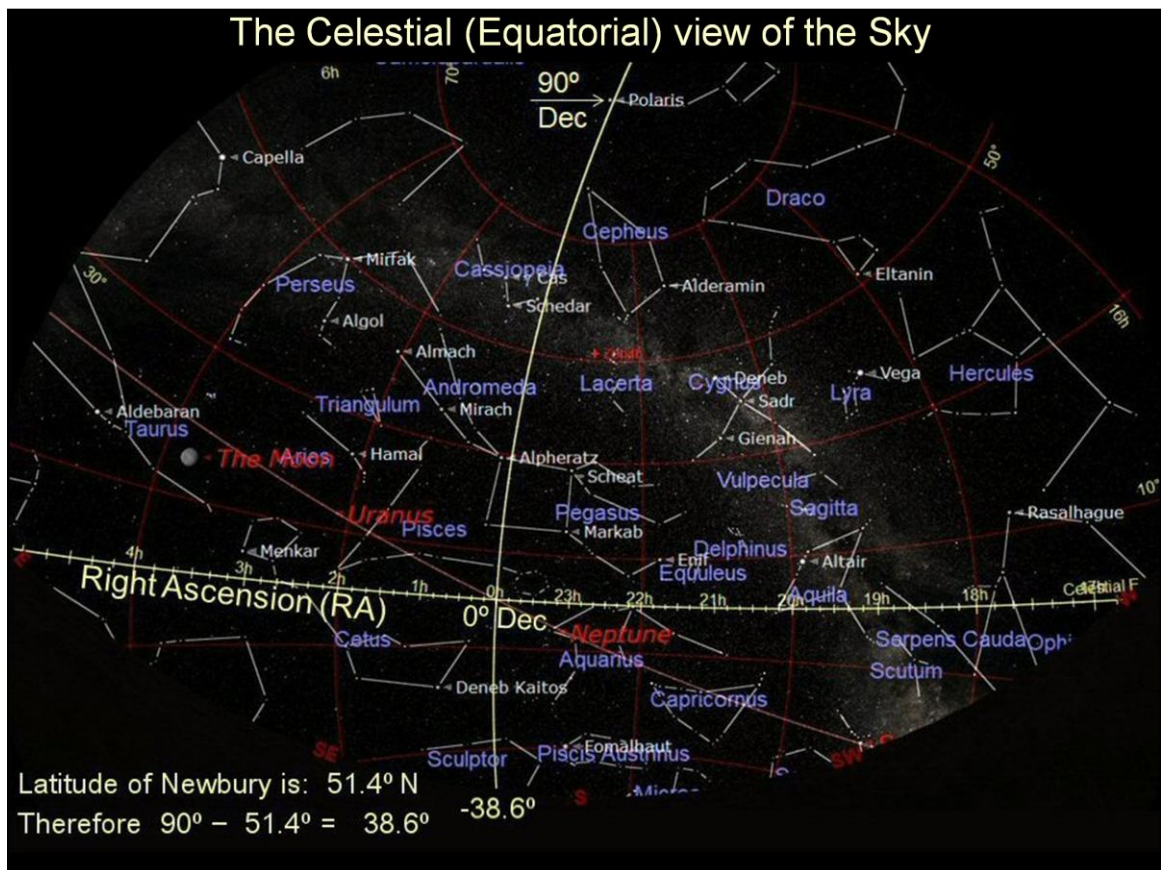 The Celestial (Equatorial) view of the Sky
6h
70°
90º
Dec
Polaris
Capella
50°
Draco
Cepheus
Mirfak
Cassiopeia
γ Cas
Perseus
Alderamin
Eltanin
30°
Schedar
Algol
16h
Almach
Lacerta
Cygnus
Deneb
Vega
Hercules
Andromeda
Lyra
Triangulum
Mirach
Sadr
Aldebaran
Taurus
Gienah
The Moon
Aries
Hamal
Alpheratz
Scheat
Vulpecula
10°
Uranus
Pisces
Pegasus
Sagitta
Rasalhague
Markab
Menkar
Enif
Delphinus
Altair
Equuleus
4h
3h
2h
1h
0h
23h
22h
21h
20h
19h
18h
17h
Celestial E
W
E
Right Ascension (RA)
0º Dec
Aquila
Neptune
Cetus
Aquarius
Serpens Cauda
Ophi
Scutum
Deneb Kaitos
Capricornus
SE
Sculptor
Fomalhaut
Piscis Austrinus
SW
S
Latitude of Newbury is: 51.4º N
-38.6º
Therefore 90º – 51.4º = 38.6º